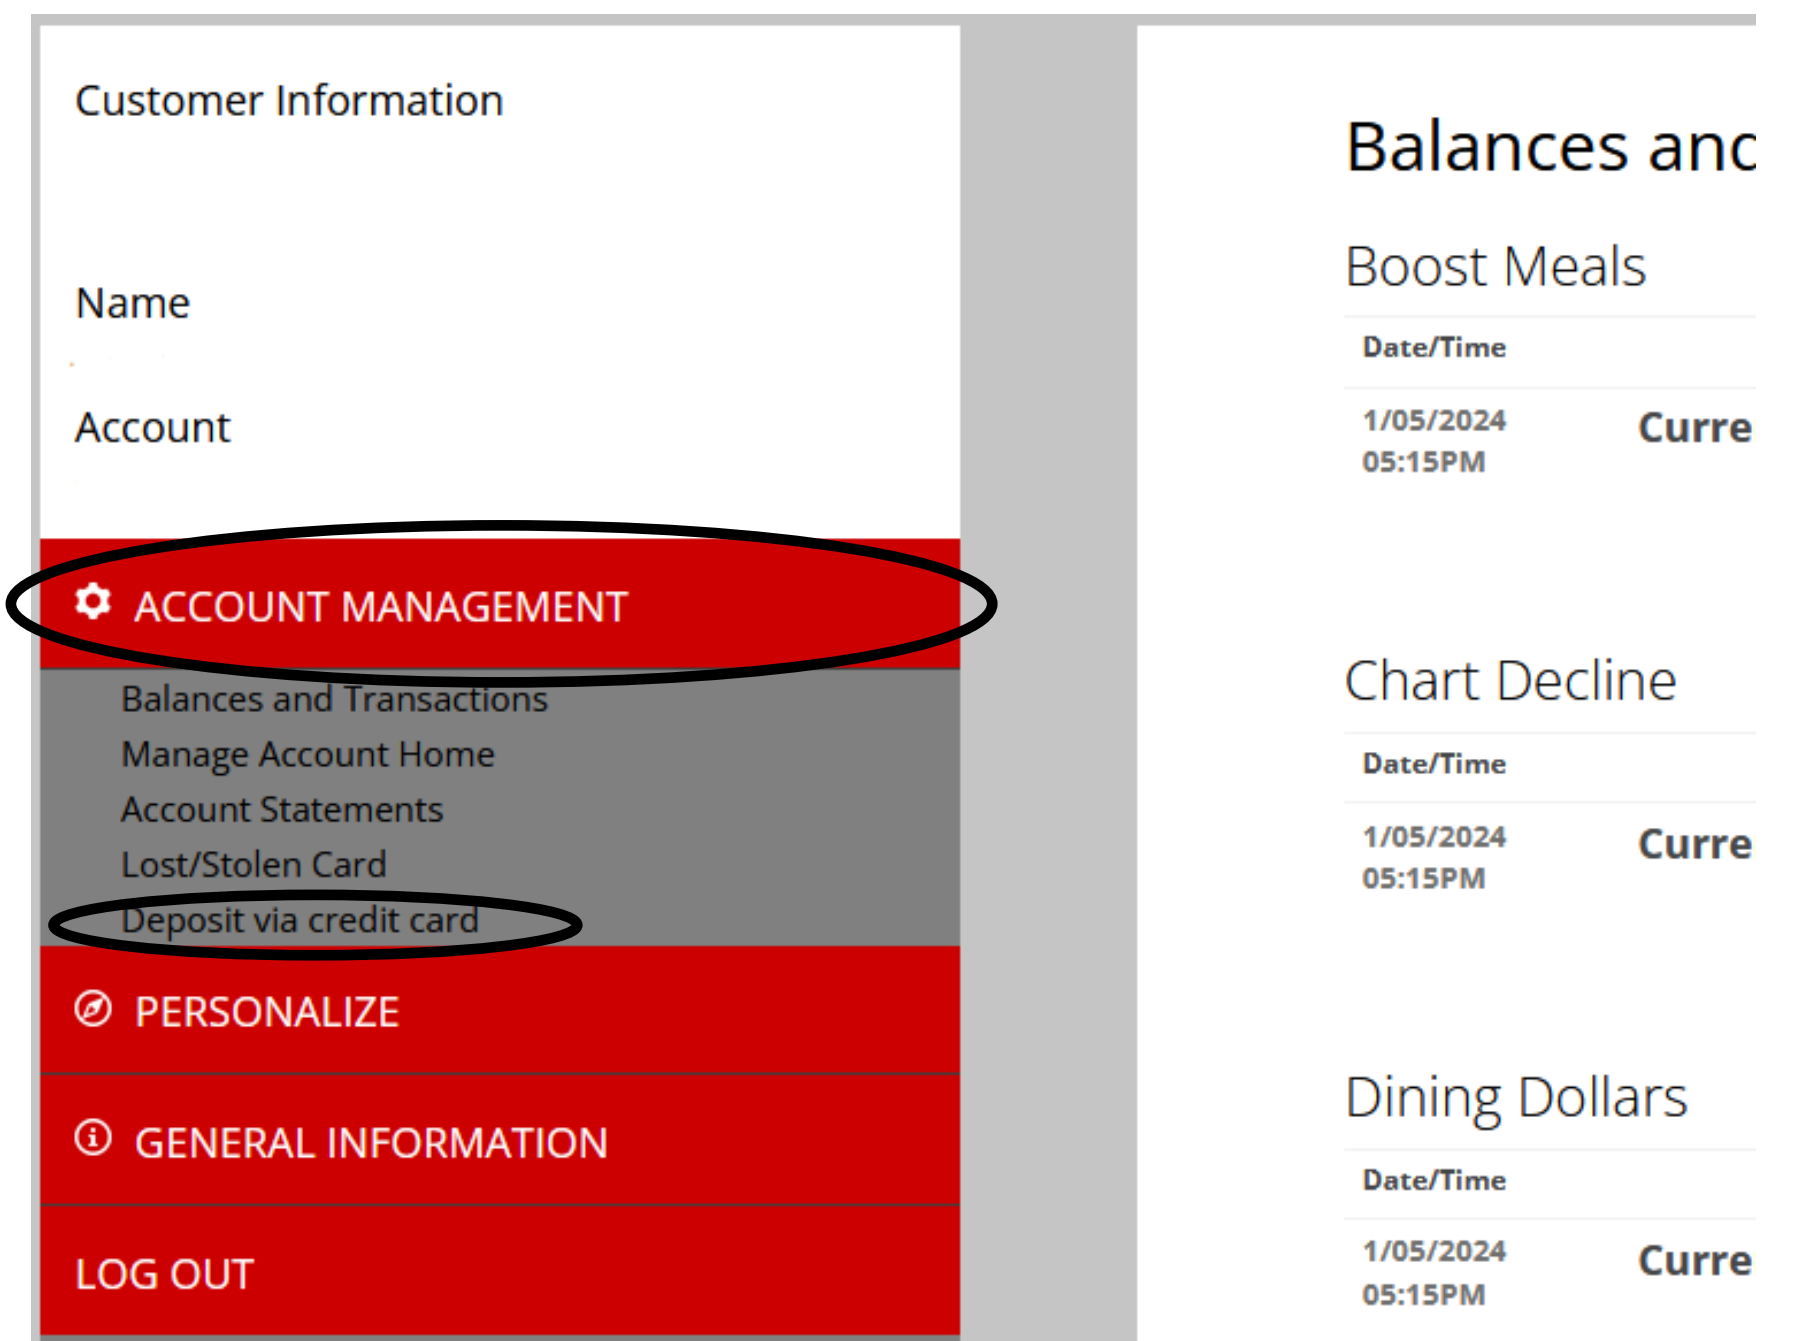 Customer Information
Name
Account
ACCOUNT MANAGEMENT
Balances and Transactions
Manage Account Home
Account Statements
Lost/Stolen Card
Deposit via credit card
PERSONALIZE
GENERAL INFORMATION
LOG OUT
Balances and
Boost Meals
Date/Time
1/05/2024 Curre
05:15PM
Chart Decline
Date/Time
1/05/2024 Curre
05:15PM
Dining Dollars
Date/Time
1/05/2024 Curre
05:15PM